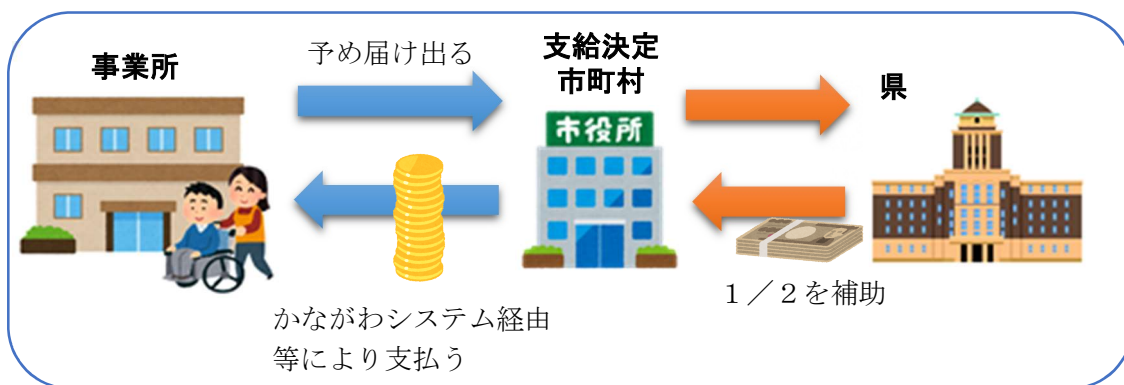 事業所
予め届け出る
支給決定
市町村
県
市役所
かながわシステム経由
等により支払う
１／２を補助